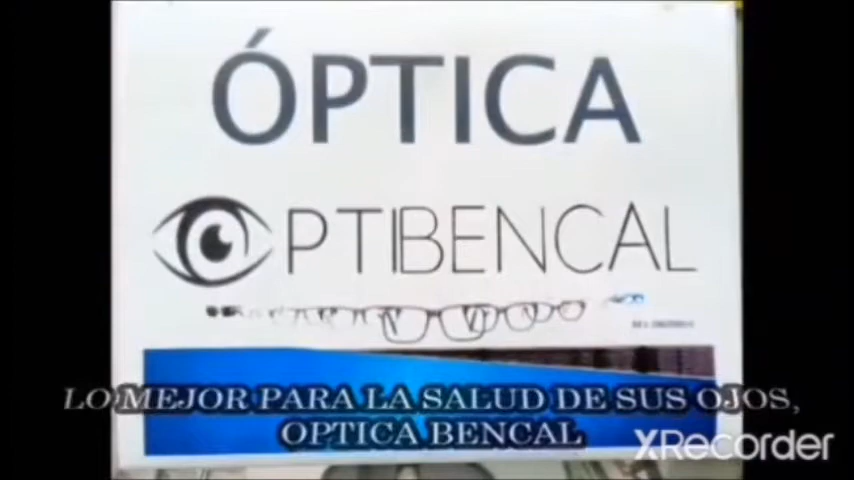 ÓPTICA
OPTIBENCAL
LO MEJOR PARA LA SALUD DE SUS OJOS,
OPTICA BENCAL
XRecorder